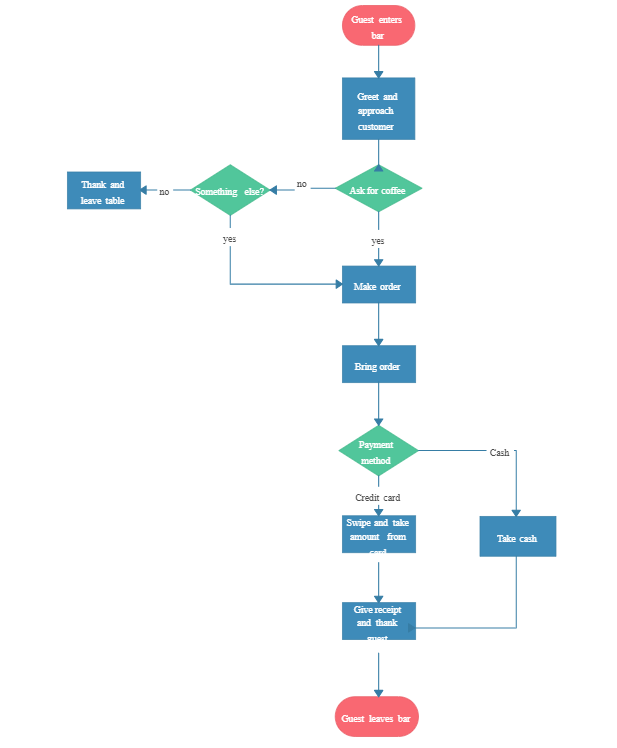 Guest enters
bar
Greet and
approach
customer
Ask for coffee
no
Something else?
no
Thank and
leave table
yes
yes
Make order
Bring order
Payment
method
Cash
Credit card
Swipe and take
amount from
card
Take cash
Give receipt
and thank
guest
Guest leaves bar